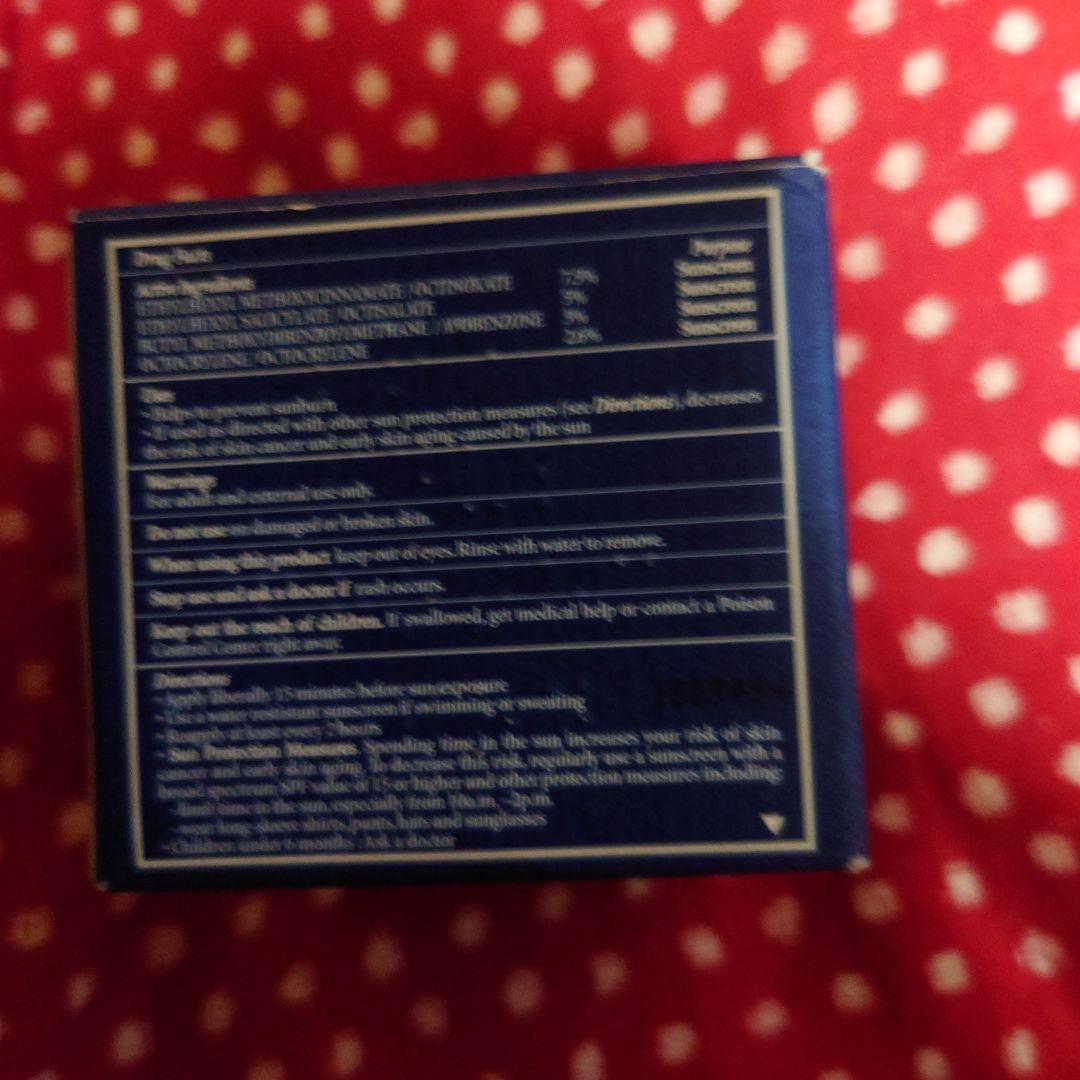 Drug Facts
Active Ingredients Purpose
ETHYLHEXYL METHOXYCINNAMATE / OCTINOXATE 7.5% Sunscreen
ETHYLHEXYL SALICYLATE / OCTISALATE 5% Sunscreen
BUTYL METHOXYDIBENZOYLMETHANE / AVOBENZONE 3% Sunscreen
OCTOCRYLENE / OCTOCRYLENE Sunscreen
Uses
- Helps to prevent sunburn
- If used as directed with other sun protection measures (see Directions), decreases
the risk of skin cancer and early skin aging caused by the sun
Warnings
For adult and external use only.
Do not use on damaged or broken skin.
When using this product keep out of eyes. Rinse with water to remove.
Stop use and ask a doctor if rash occurs.
Keep out the reach of children. If swallowed, get medical help or contact a Poison
Control Center right away.
Directions
- Apply liberally 15 minutes before sun exposure
- Use a water resistant sunscreen if swimming or sweating
- Reapply at least every 2 hours
- Sun Protection Measures. Spending time in the sun increases your risk of skin
cancer and early skin aging. To decrease this risk, regularly use a sunscreen with a
broad spectrum SPF value of 15 or higher and other protection measures including:
- limit time in the sun, especially from 10a.m. - 2p.m.
- wear long-sleeve shirts, pants, hats and sunglasses
- Children under 6 months : Ask a doctor